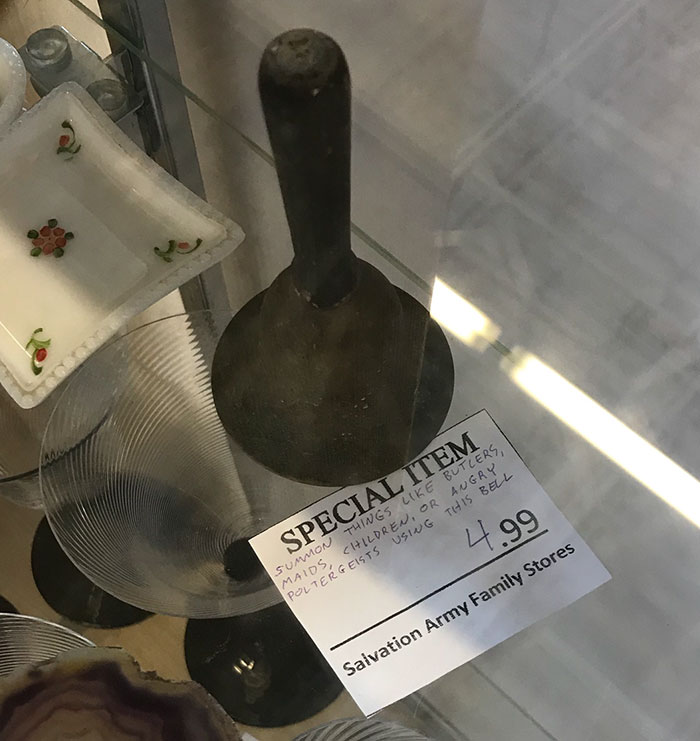 SPECIAL ITEM
SUMMON THINGS LIKE BUTLERS,
MAIDS, CHILDREN, OR ANGRY
POLTERGEISTS USING THIS BELL
4.99
Salvation Army Family Stores